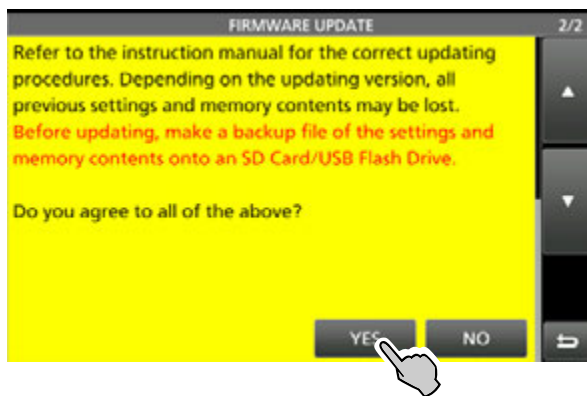 FIRMWARE UPDATE 2/2
Refer to the instruction manual for the correct updating
procedures. Depending on the updating version, all
previous settings and memory contents may be lost.
Before updating, make a backup file of the settings and
memory contents onto an SD Card/USB Flash Drive.
Do you agree to all of the above?
YES NO